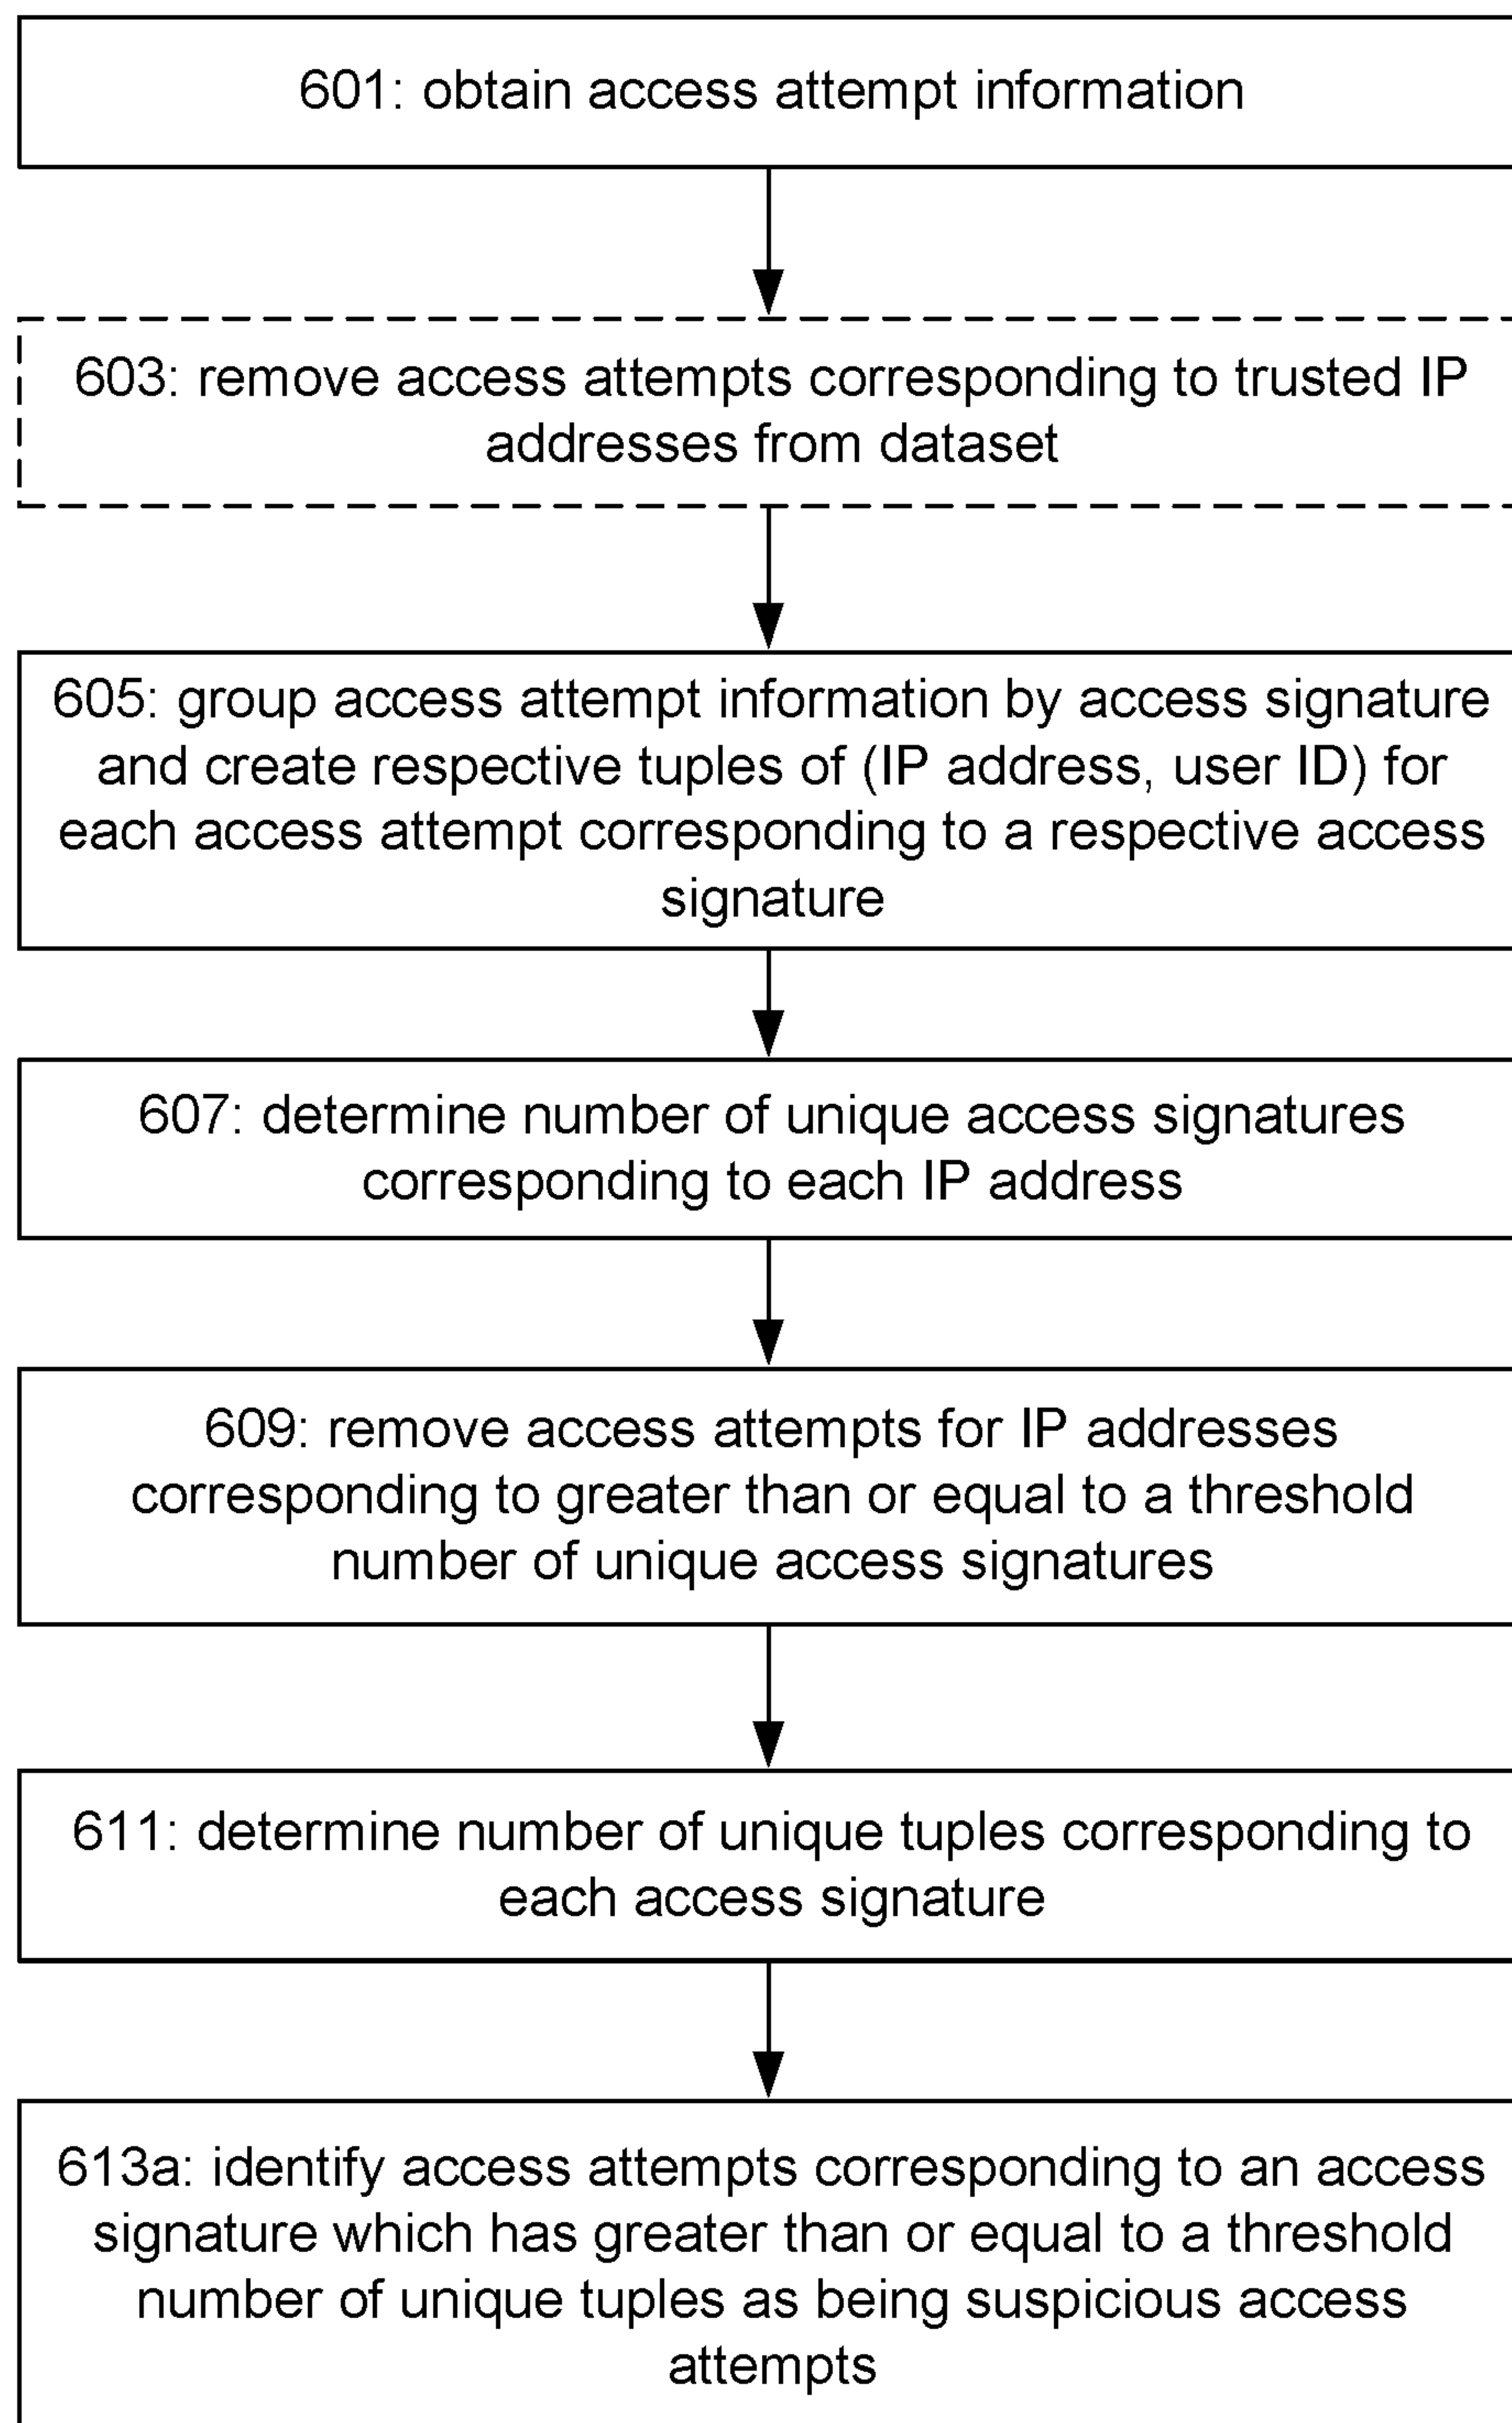 601: obtain access attempt information
603: remove access attempts corresponding to trusted IP
addresses from dataset
605: group access attempt information by access signature
and create respective tuples of (IP address, user ID) for
each access attempt corresponding to a respective access
signature
607: determine number of unique access signatures
corresponding to each IP address
609: remove access attempts for IP addresses
corresponding to greater than or equal to a threshold
number of unique access signatures
611: determine number of unique tuples corresponding to
each access signature
613a: identify access attempts corresponding to an access
signature which has greater than or equal to a threshold
number of unique tuples as being suspicious access
attempts